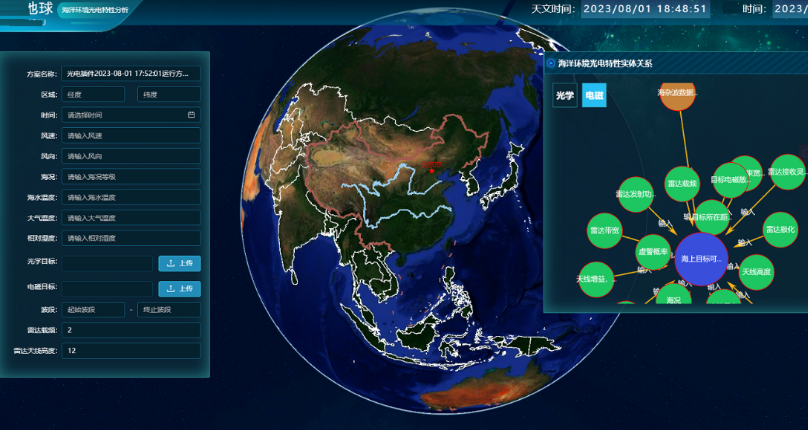 也球
海洋环境光电特性分析
天文时间: 2023/08/01 18:48:51
时间: 2023/
方案名称: 光电插件2023-08-01 17:52:01运行方...
区域: 经度 纬度
时间: 请选择时间
风速: 请输入风速
风向: 请输入风向
海况: 请输入海况等级
海水温度: 请输入海水温度
大气温度: 请输入大气温度
相对湿度: 请输入相对湿度
光学目标: 上传
电磁目标: 上传
波段: 起始波段 - 终止波段
雷达载频: 2
雷达天线高度: 12
海洋环境光电特性实体关系
光学 电磁
海杂波数据...
雷达接收灵...
目标电磁散...
雷达载频
雷达发射功...
目标所在距...
输入
雷达极化
雷达带宽
输入
虚警概率
海上目标可...
天线高度
天线增益...
输入
输入
海况